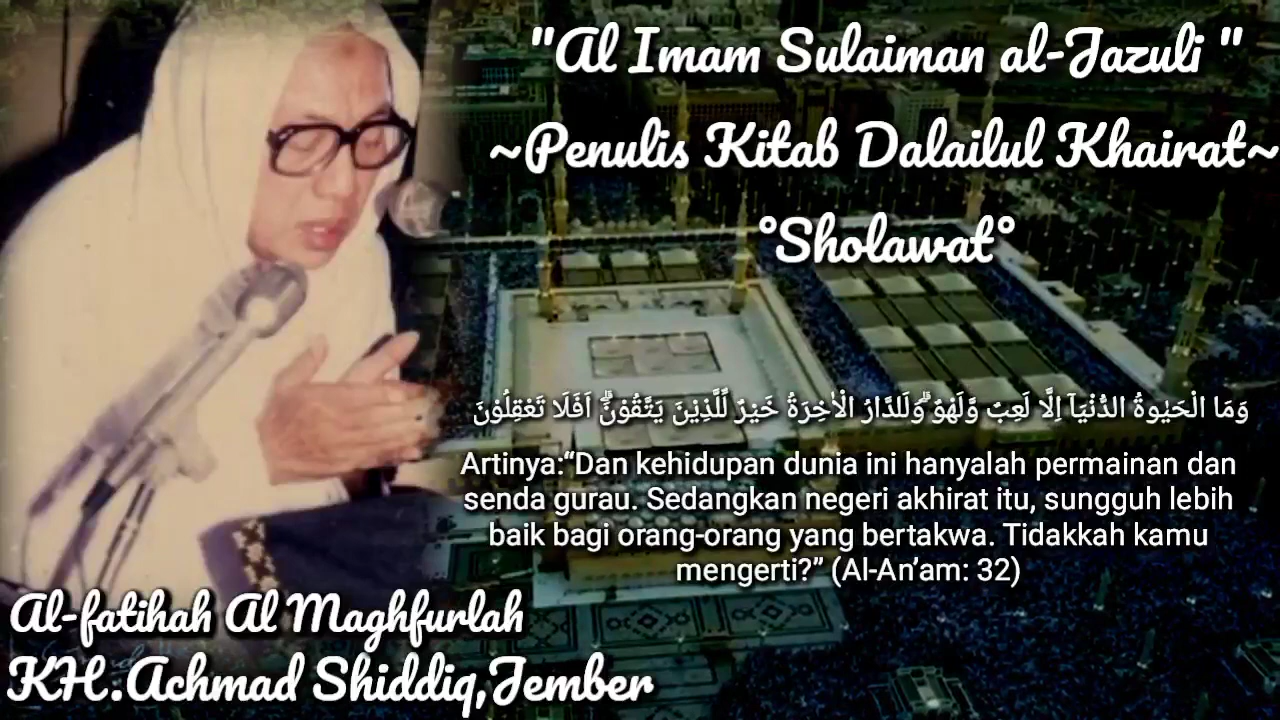 "Al Imam Sulaiman al-Jazuli "
~Penulis Kitab Dalailul Khairat~
°Sholawat°
وَمَا الْحَيٰوةُ الدُّنْيَآ اِلَّا لَعِبٌ وَّلَهْوٌ ۗوَلَلدَّارُ الْاٰخِرَةُ خَيْرٌ لِّلَّذِيْنَ يَتَّقُوْنَۗ اَفَلَا تَعْقِلُوْنَ
Artinya:“Dan kehidupan dunia ini hanyalah permainan dan
senda gurau. Sedangkan negeri akhirat itu, sungguh lebih
baik bagi orang-orang yang bertakwa. Tidakkah kamu
mengerti?” (Al-An’am: 32)
Al-fatihah Al Maghfurlah
KH.Achmad Shiddiq,Jember